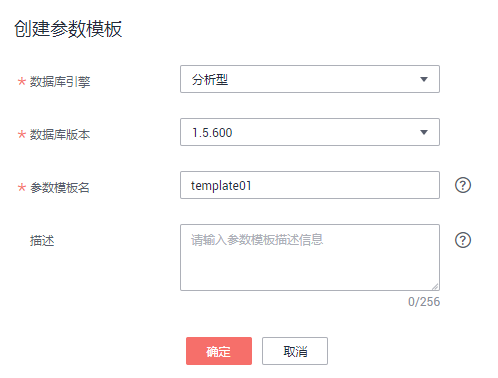 创建参数模板
* 数据库引擎 分析型
* 数据库版本 1.5.600
* 参数模板名 template01 ?
描述 请输入参数模板描述信息 ?
0/256
确定 取消